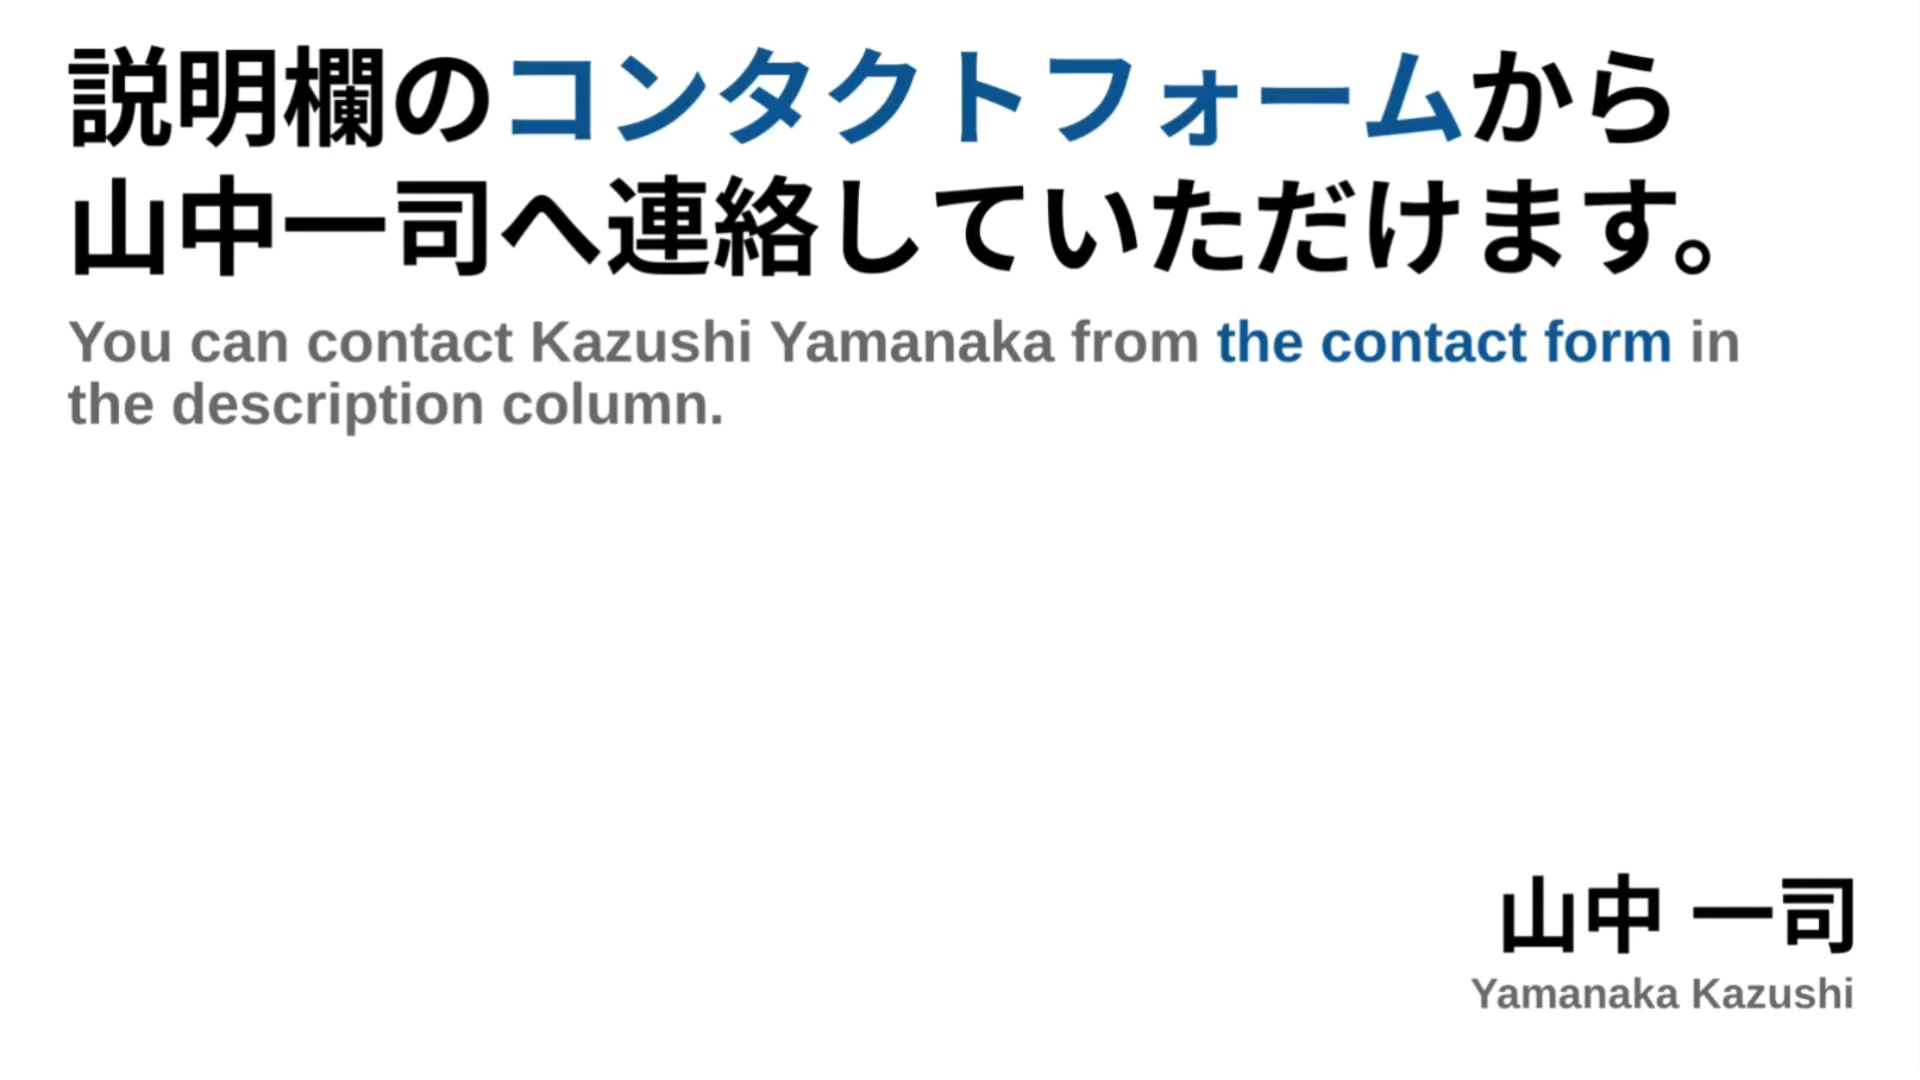 説明欄のコンタクトフォームから
山中一司へ連絡していただけます。
You can contact Kazushi Yamanaka from the contact form in
the description column.
山中 一司
Yamanaka Kazushi